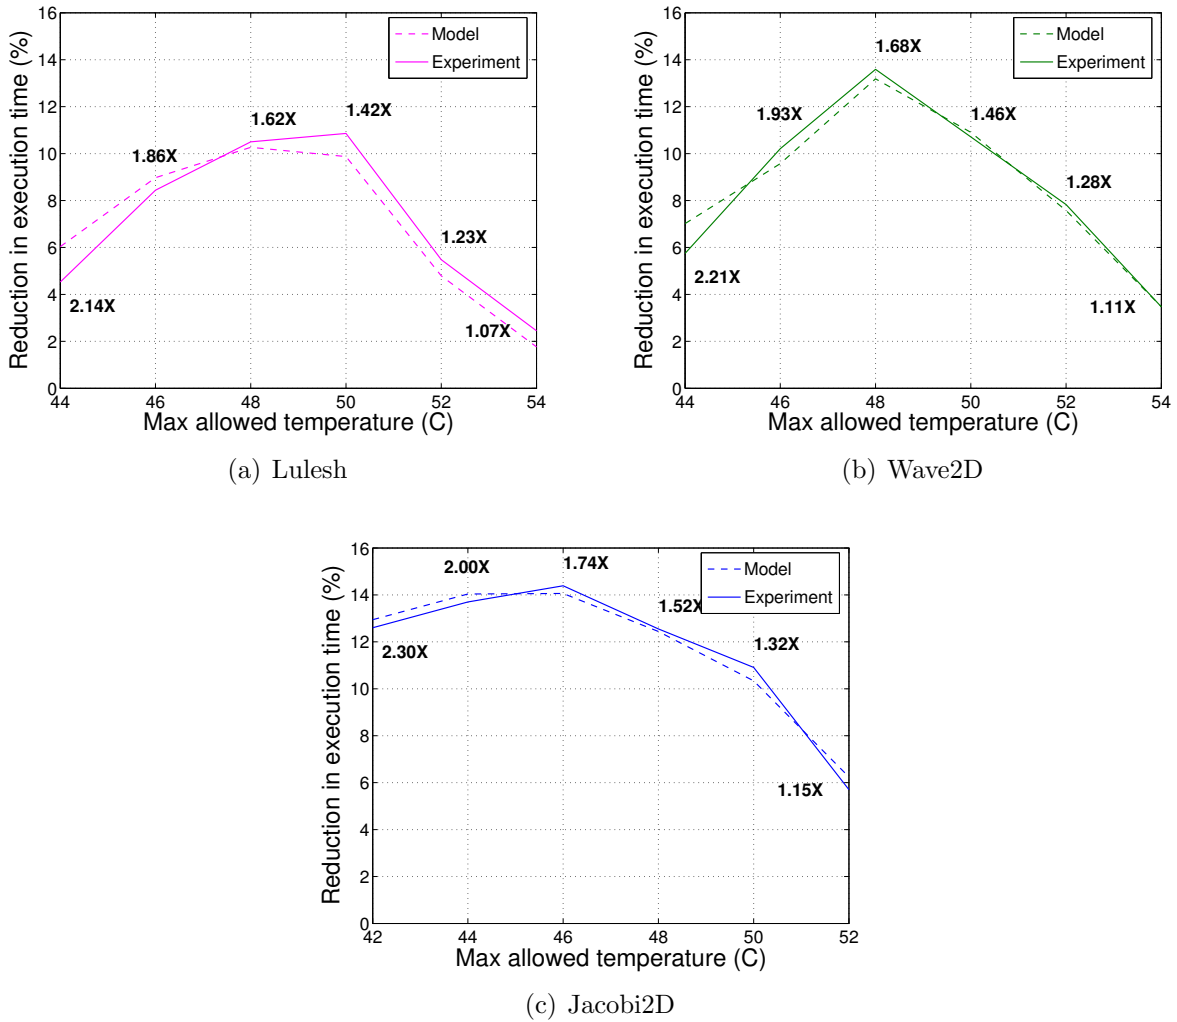 Reduction in execution time (%)
16
14
12
10
8
6
4
2
0
44
46
48
50
52
54
Max allowed temperature (C)
Model
Experiment
2.14X
1.86X
1.62X
1.42X
1.23X
1.07X
(a) Lulesh
Reduction in execution time (%)
16
14
12
10
8
6
4
2
0
44
46
48
50
52
54
Max allowed temperature (C)
Model
Experiment
2.21X
1.93X
1.68X
1.46X
1.28X
1.11X
(b) Wave2D
Reduction in execution time (%)
16
14
12
10
8
6
4
2
0
42
44
46
48
50
52
Max allowed temperature (C)
Model
Experiment
2.30X
2.00X
1.74X
1.52X
1.32X
1.15X
(c) Jacobi2D